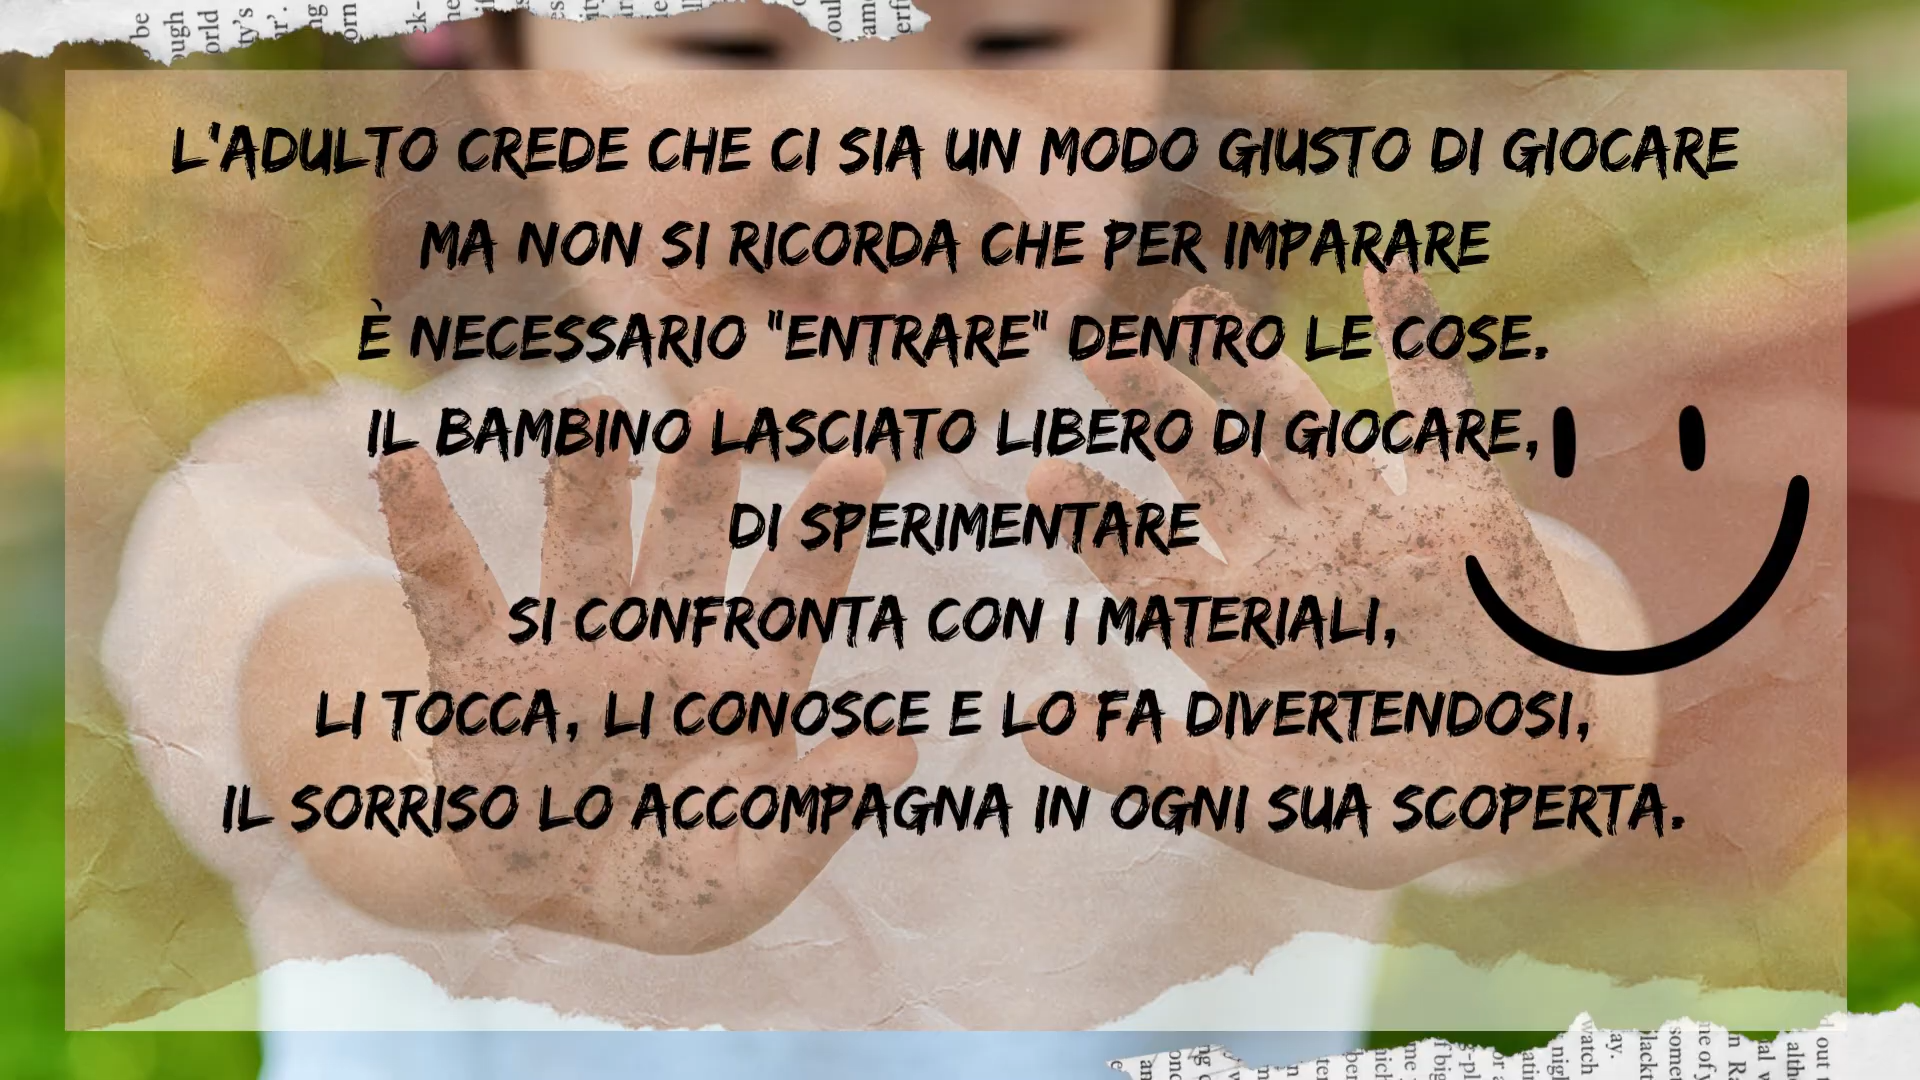 L'ADULTO CREDE CHE CI SIA UN MODO GIUSTO DI GIOCARE
MA NON SI RICORDA CHE PER IMPARARE
È NECESSARIO "ENTRARE" DENTRO LE COSE.
IL BAMBINO LASCIATO LIBERO DI GIOCARE,
DI SPERIMENTARE
SI CONFRONTA CON I MATERIALI,
LI TOCCA, LI CONOSCE E LO FA DIVERTENDOSI,
IL SORRISO LO ACCOMPAGNA IN OGNI SUA SCOPERTA.